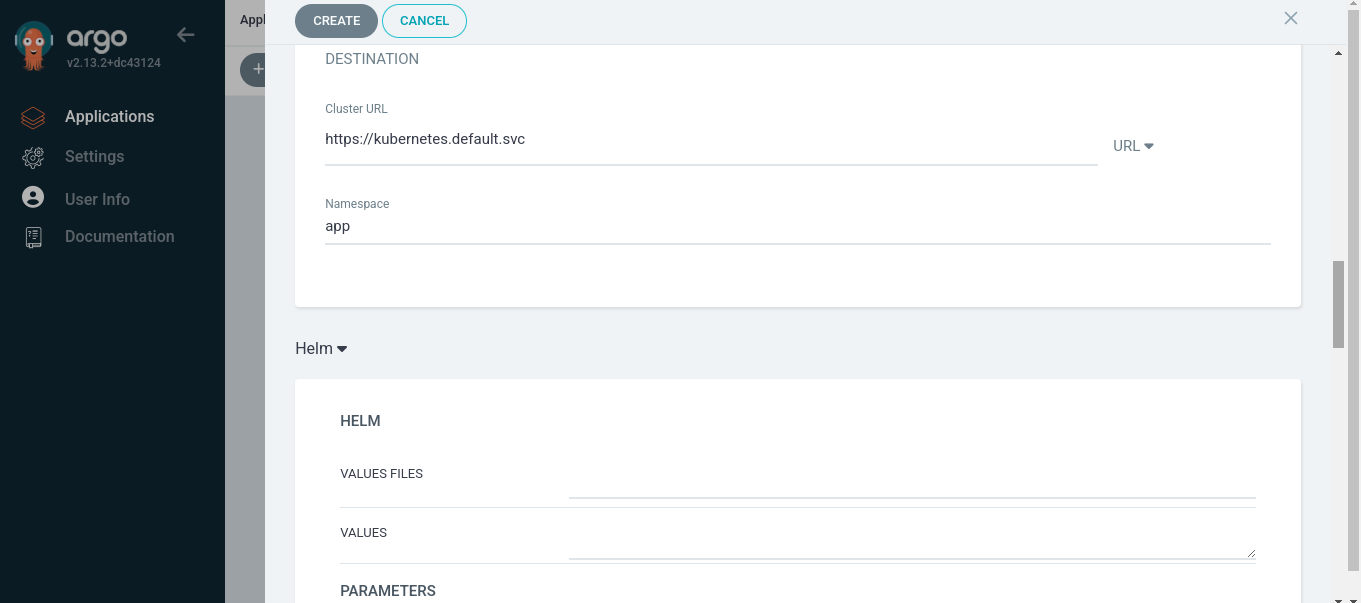 argo
v2.13.2+dc43124
Applications
Settings
User Info
Documentation
Appl
+
CREATE
CANCEL
DESTINATION
Cluster URL
https://kubernetes.default.svc
URL
Namespace
app
Helm
HELM
VALUES FILES
VALUES
PARAMETERS